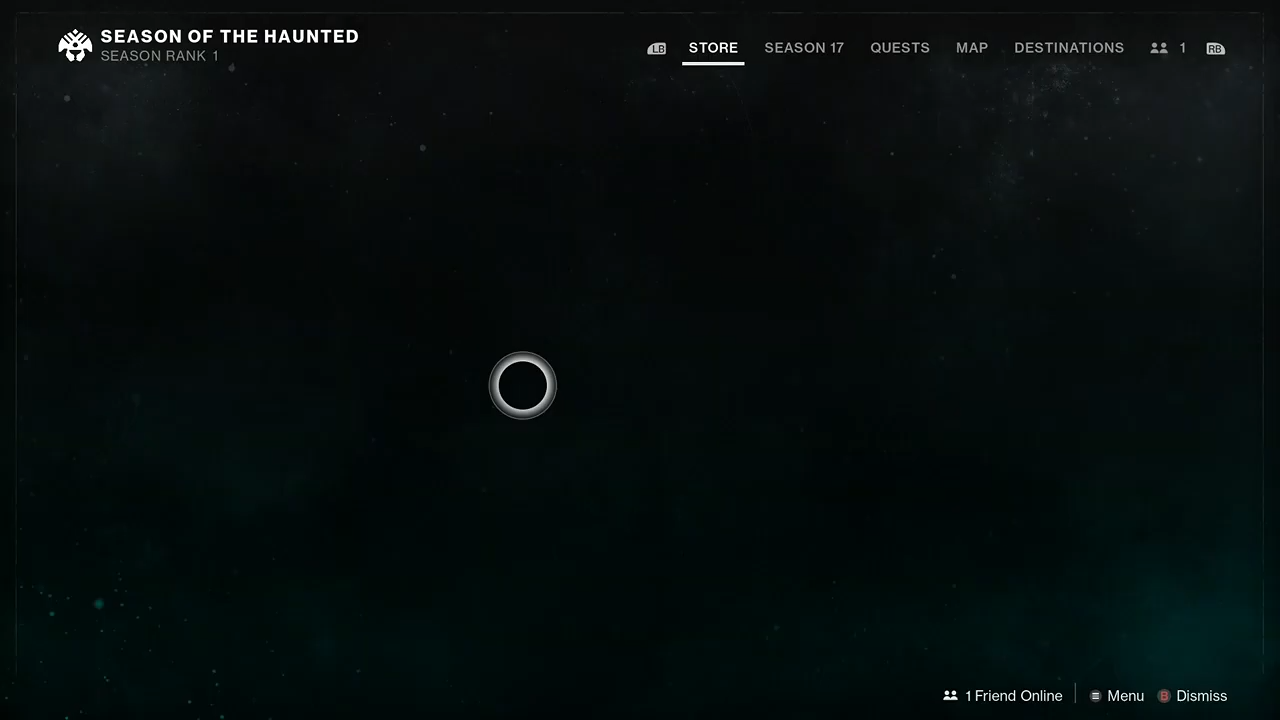 SEASON OF THE HAUNTED
SEASON RANK 1
LB STORE SEASON 17 QUESTS MAP DESTINATIONS 1 RB
1 Friend Online Menu B Dismiss